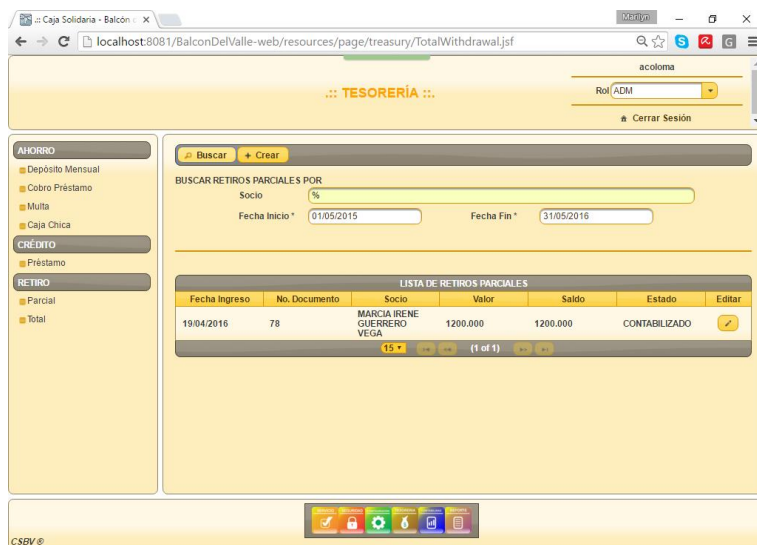 .:: Caja Solidaria - Balcón
Marilyn
localhost:8081/BalconDelValle-web/resources/page/treasury/TotalWithdrawal.jsf
.:: TESORERÍA ::.
acoloma
Rol ADM
Cerrar Sesión
AHORRO
Depósito Mensual
Cobro Préstamo
Multa
Caja Chica
CRÉDITO
Préstamo
RETIRO
Parcial
Total
Buscar + Crear
BUSCAR RETIROS PARCIALES POR
Socio %
Fecha Inicio * 01/05/2015 Fecha Fin * 31/05/2016
LISTA DE RETIROS PARCIALES
Fecha Ingreso No. Documento Socio Valor Saldo Estado Editar
19/04/2016 78 MARCIA IRENE GUERRERO VEGA 1200.000 1200.000 CONTABILIZADO
15 (1 of 1)
CSBV ®